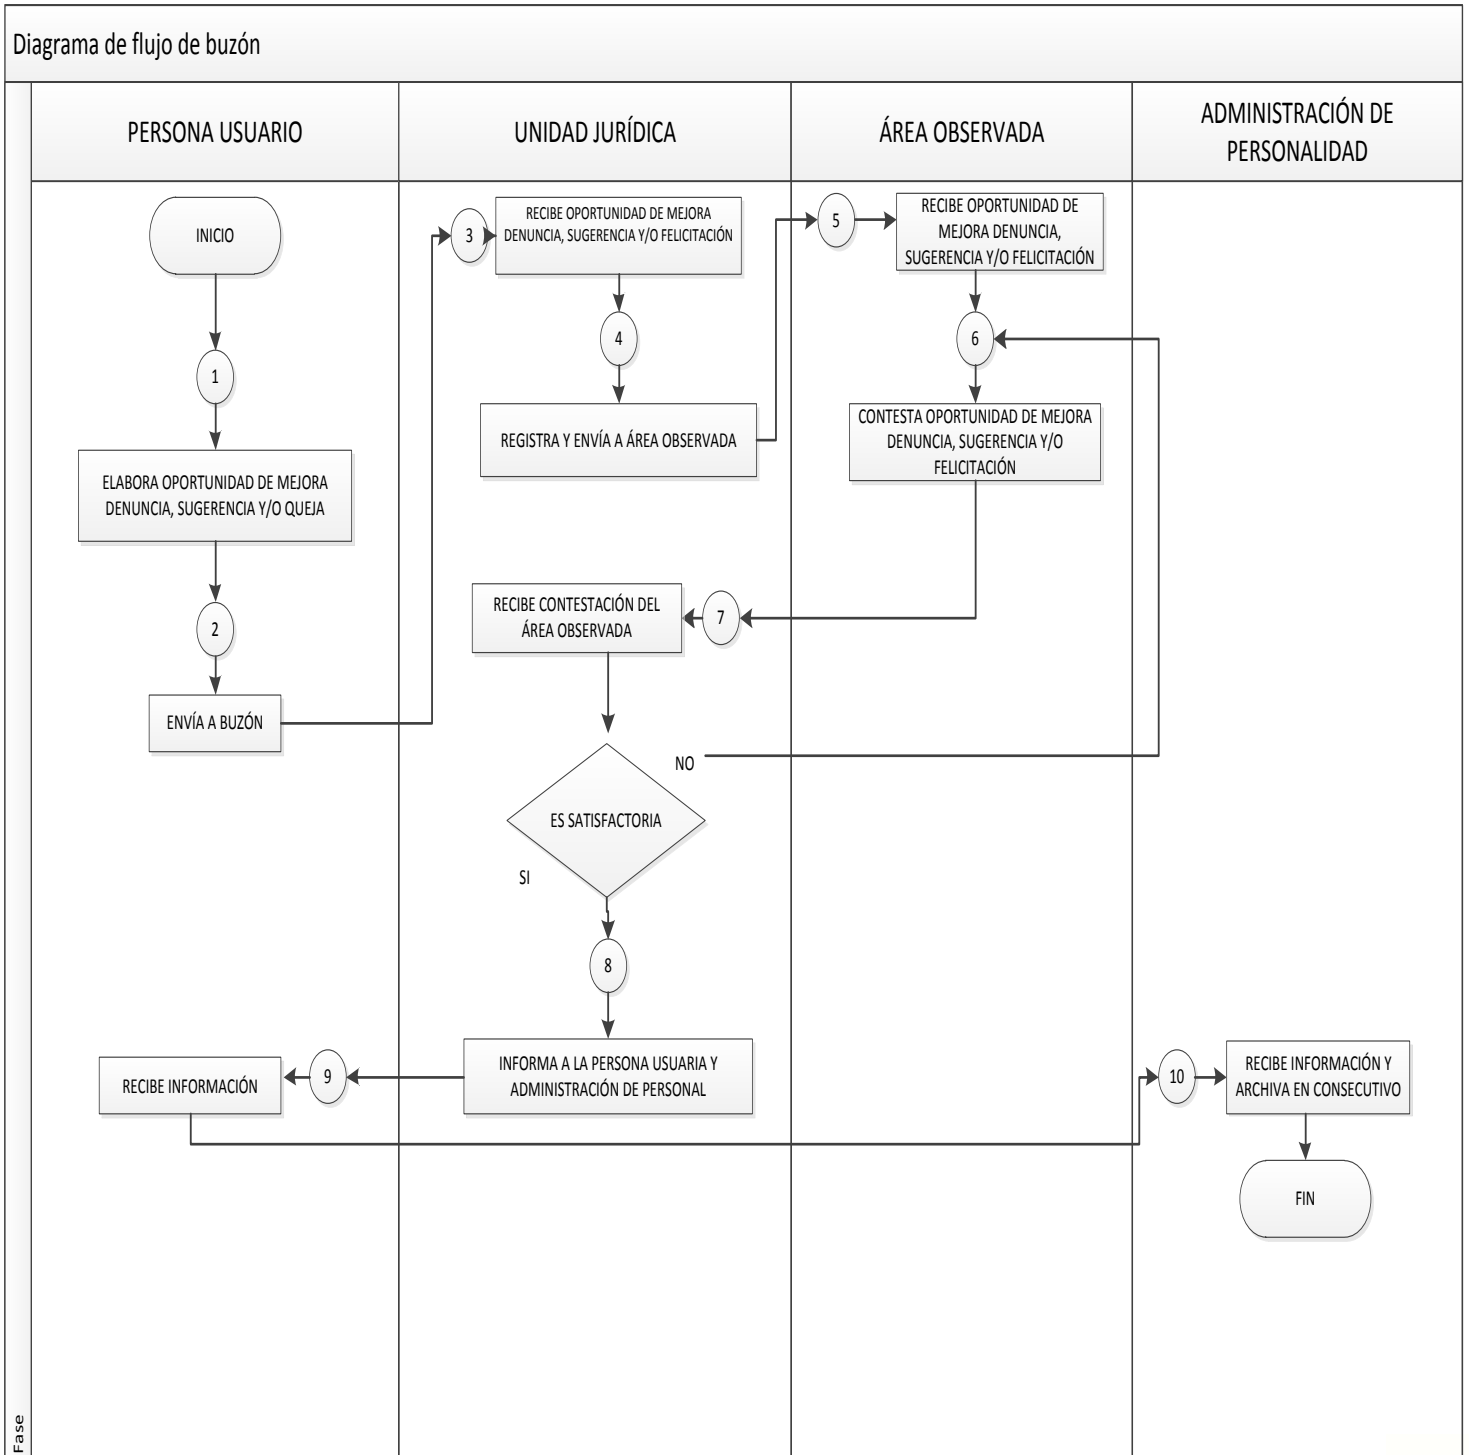 Diagrama de flujo de buzón
PERSONA USUARIO
UNIDAD JURÍDICA
ÁREA OBSERVADA
ADMINISTRACIÓN DE
PERSONALIDAD
INICIO
1
ELABORA OPORTUNIDAD DE MEJORA
DENUNCIA, SUGERENCIA Y/O QUEJA
2
ENVÍA A BUZÓN
3
RECIBE OPORTUNIDAD DE MEJORA
DENUNCIA, SUGERENCIA Y/O FELICITACIÓN
4
REGISTRA Y ENVÍA A ÁREA OBSERVADA
5
RECIBE OPORTUNIDAD DE
MEJORA DENUNCIA,
SUGERENCIA Y/O FELICITACIÓN
6
CONTESTA OPORTUNIDAD DE MEJORA
DENUNCIA, SUGERENCIA Y/O
FELICITACIÓN
7
RECIBE CONTESTACIÓN DEL
ÁREA OBSERVADA
ES SATISFACTORIA
NO
SI
8
INFORMA A LA PERSONA USUARIA Y
ADMINISTRACIÓN DE PERSONAL
9
RECIBE INFORMACIÓN
10
RECIBE INFORMACIÓN Y
ARCHIVA EN CONSECUTIVO
FIN
Fase